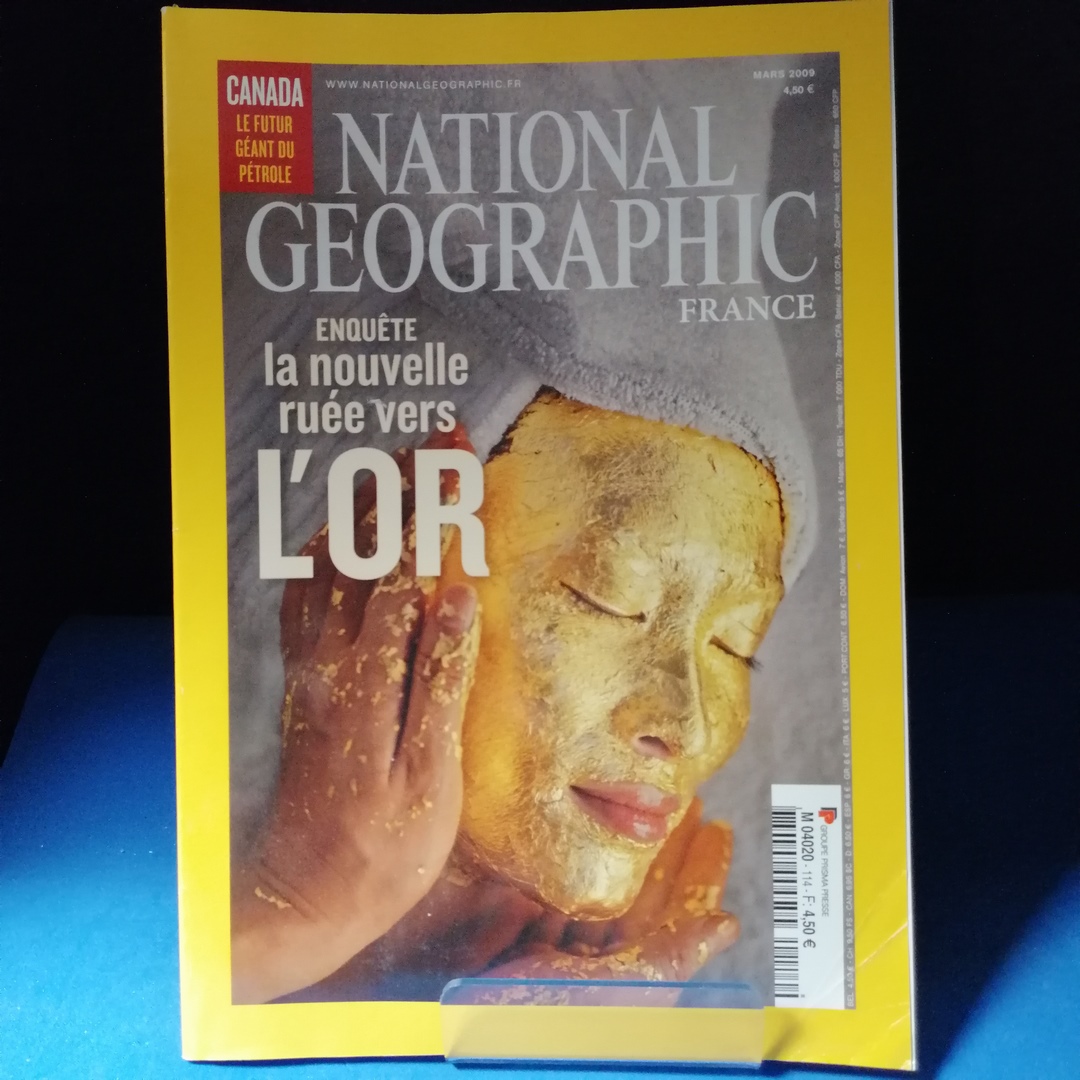 CANADA
LE FUTUR
GÉANT DU
PÉTROLE
WWW.NATIONALGEOGRAPHIC.FR
MARS 2009
4,50 €
NATIONAL
GEOGRAPHIC
FRANCE
ENQUÊTE
la nouvelle
ruée vers
L'OR
GROUPE PRISMA PRESSE
M 04020 - 114 - F: 4,50 €